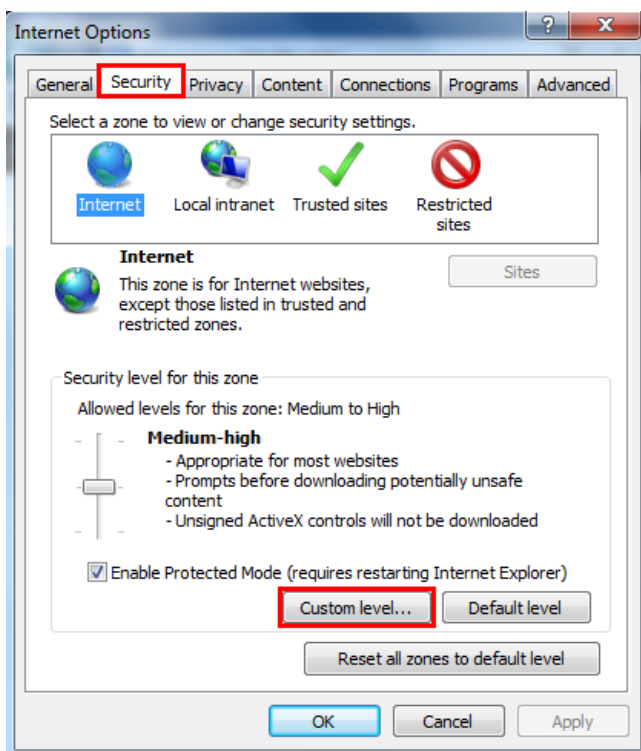 Internet Options
?
X
General Security Privacy Content Connections Programs Advanced
Select a zone to view or change security settings.
Internet Local intranet Trusted sites Restricted
sites
Internet
Sites
This zone is for Internet websites,
except those listed in trusted and
restricted zones.
Security level for this zone
Allowed levels for this zone: Medium to High
Medium-high
- Appropriate for most websites
- Prompts before downloading potentially unsafe
content
- Unsigned ActiveX controls will not be downloaded
Enable Protected Mode (requires restarting Internet Explorer)
Custom level... Default level
Reset all zones to default level
OK Cancel Apply